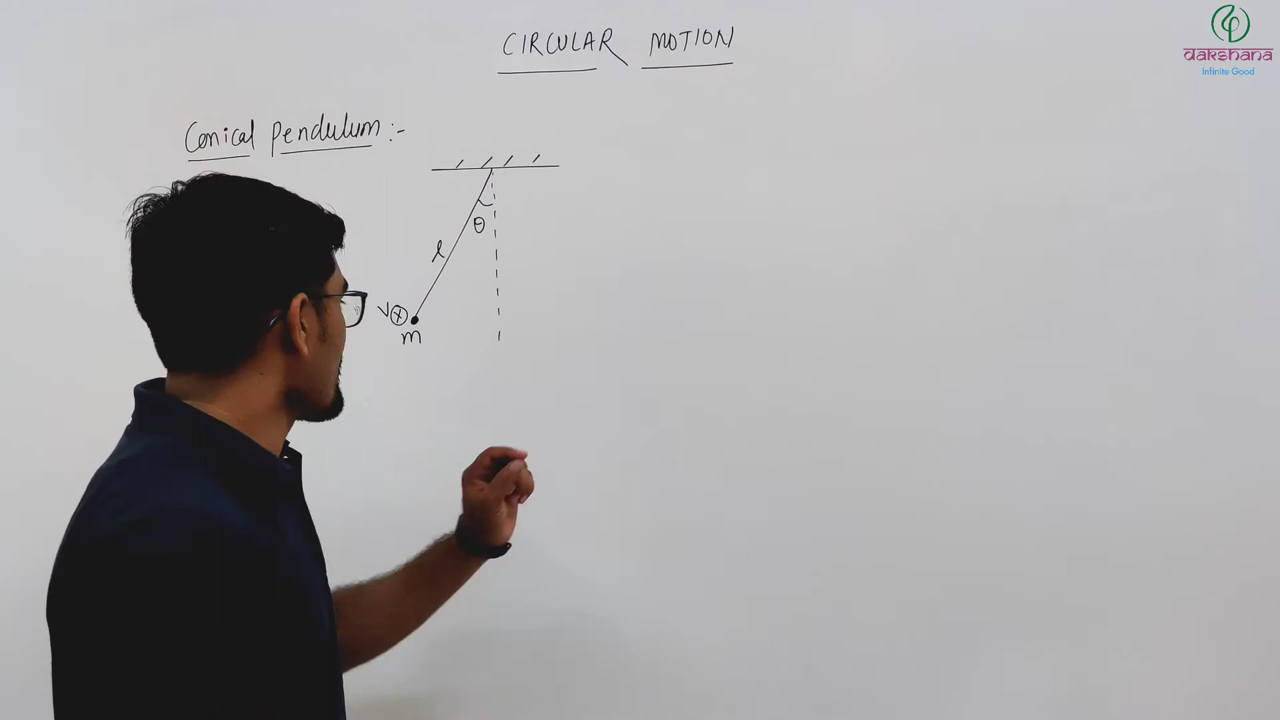 CIRCULAR MOTION
dakshana
Infinite Good
Conical Pendulum :-
θ
l
V
m